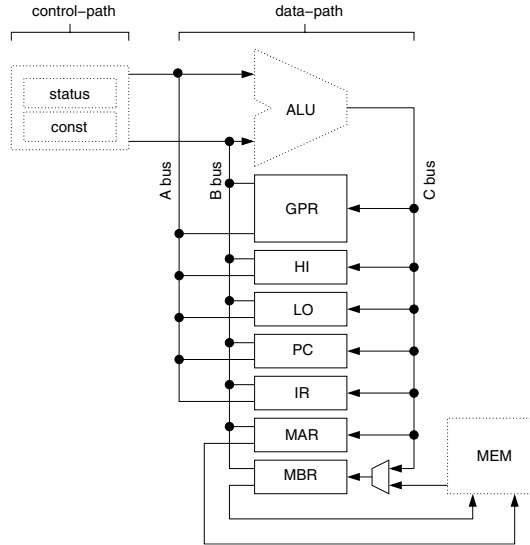 control–path
data–path
status
const
ALU
A bus
B bus
C bus
GPR
HI
LO
PC
IR
MAR
MBR
MEM